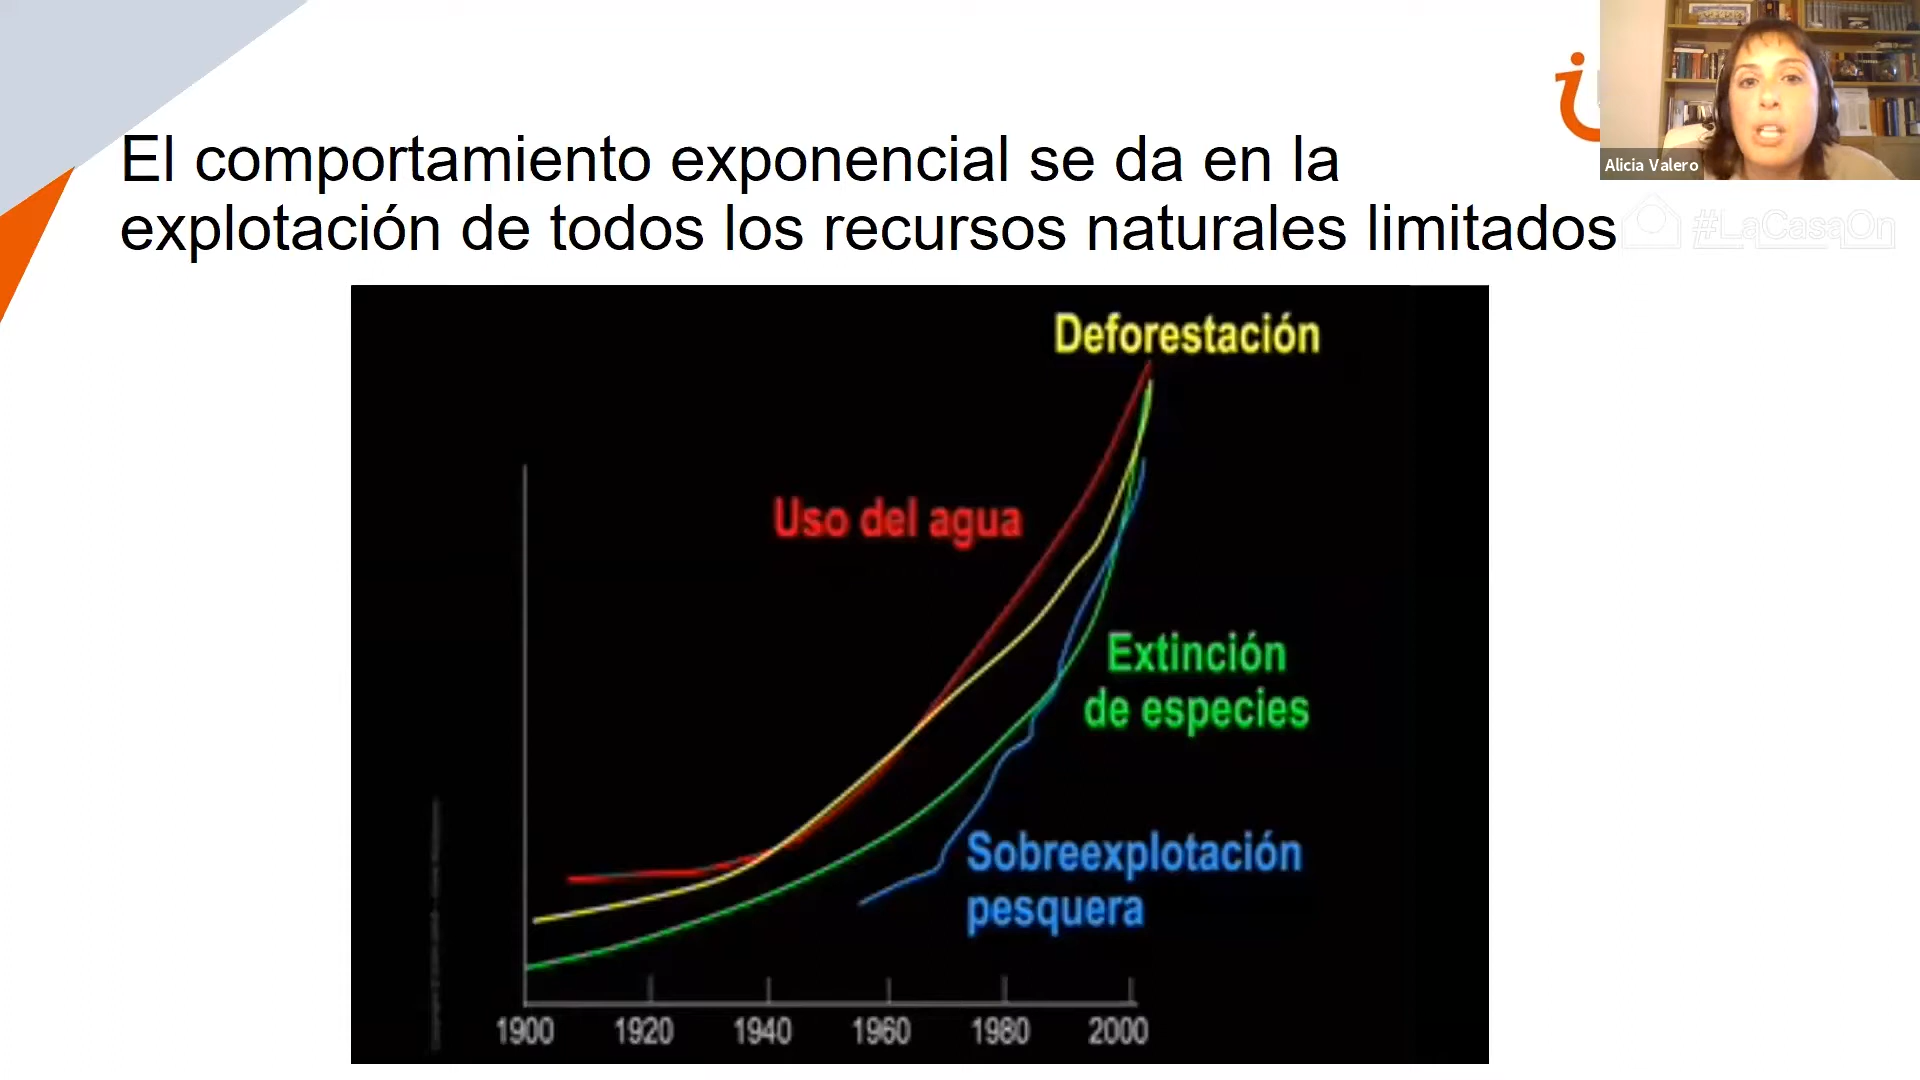 El comportamiento exponencial se da en la
explotación de todos los recursos naturales limitados
Alicia Valero
#LaCasaOn
Deforestación
Uso del agua
Extinción
de especies
Sobreexplotación
pesquera
1900 1920 1940 1960 1980 2000